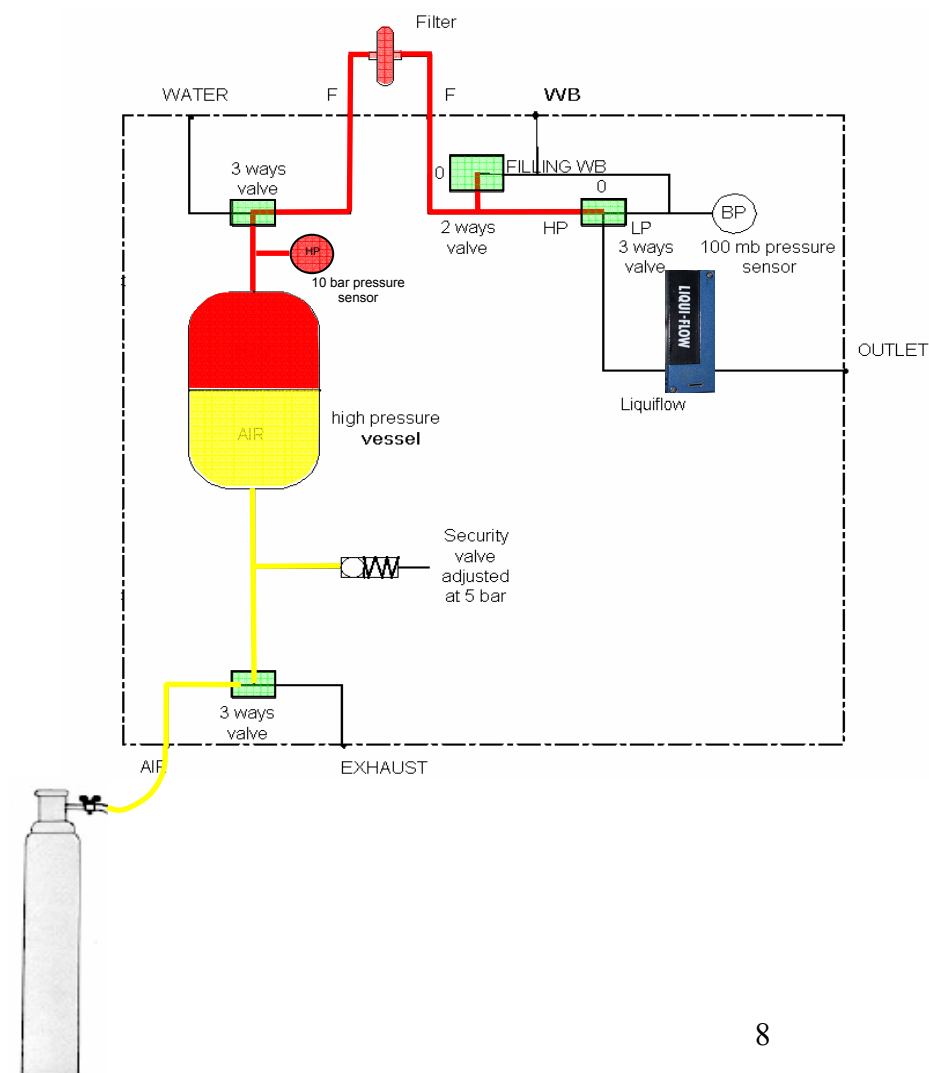 Filter
WATER
F
F
WB
3 ways
valve
0
FILLING WB
0
2 ways
valve
HP
LP
3 ways
valve
BP
100 mb pressure
sensor
HP
10 bar pressure
sensor
LIQUI-FLOW
OUTLET
Liquiflow
high pressure
vessel
AIR
Security
valve
adjusted
at 5 bar
3 ways
valve
AIR
EXHAUST
8